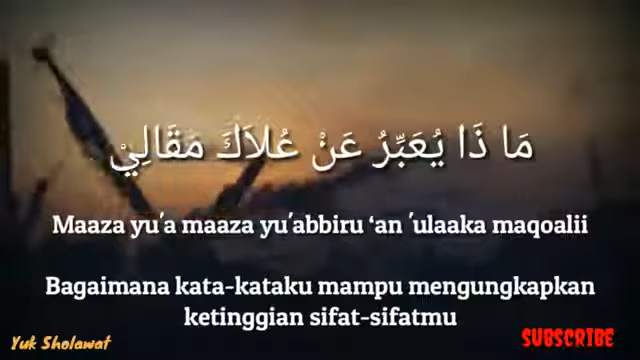 مَا ذَا يُعَبِّرُ عَنْ عُلاَكَ مَقَالِيْ
Maaza yu'a maaza yu'abbiru ‘an 'ulaaka maqoalii
Bagaimana kata-kataku mampu mengungkapkan
ketinggian sifat-sifatmu
Yuk Sholawat
SUBSCRIBE